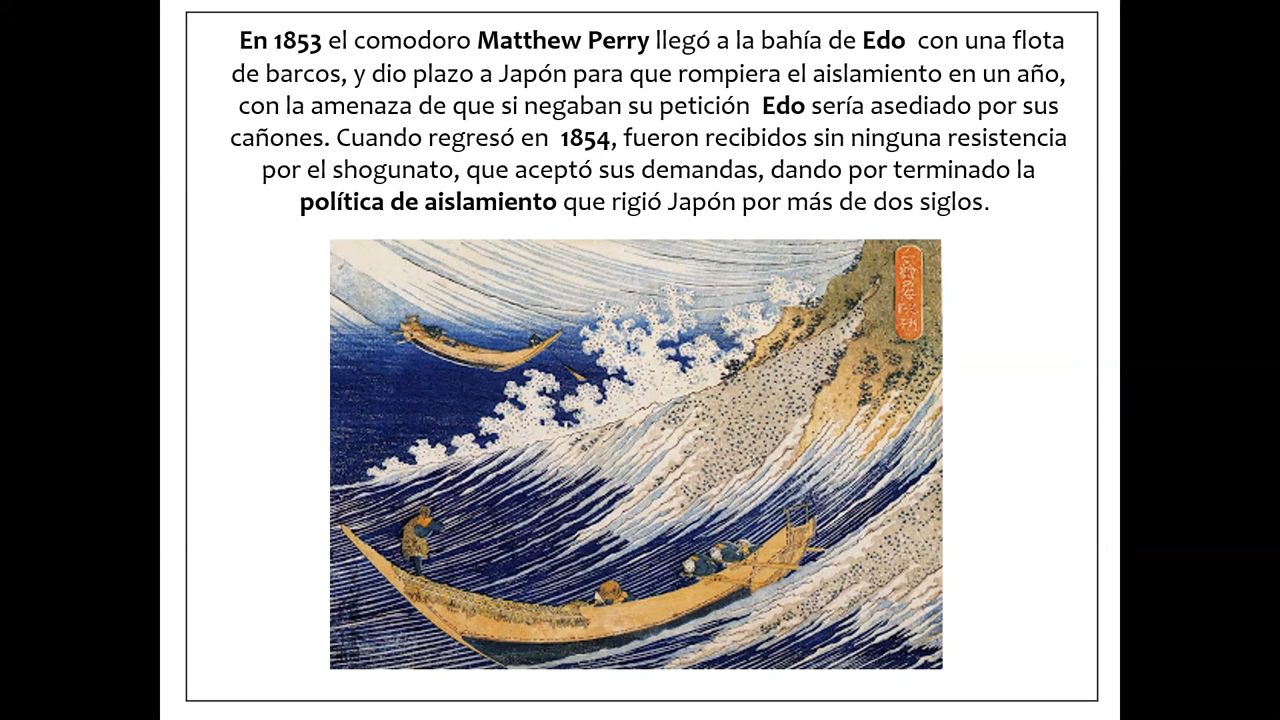 En 1853 el comodoro Matthew Perry llegó a la bahía de Edo con una flota
de barcos, y dio plazo a Japón para que rompiera el aislamiento en un año,
con la amenaza de que si negaban su petición Edo sería asediado por sus
cañones. Cuando regresó en 1854, fueron recibidos sin ninguna resistencia
por el shogunato, que aceptó sus demandas, dando por terminado la
política de aislamiento que rigió Japón por más de dos siglos.